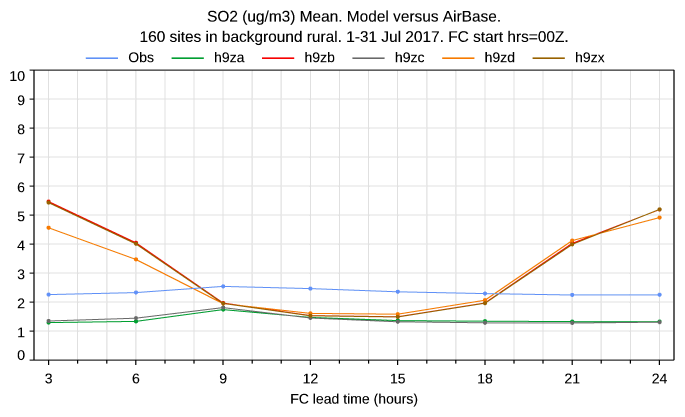 SO2 (ug/m3) Mean. Model versus AirBase.
160 sites in background rural. 1-31 Jul 2017. FC start hrs=00Z.
Obs h9za h9zb h9zc h9zd h9zx
10
9
8
7
6
5
4
3
2
1
0
3 6 9 12 15 18 21 24
FC lead time (hours)